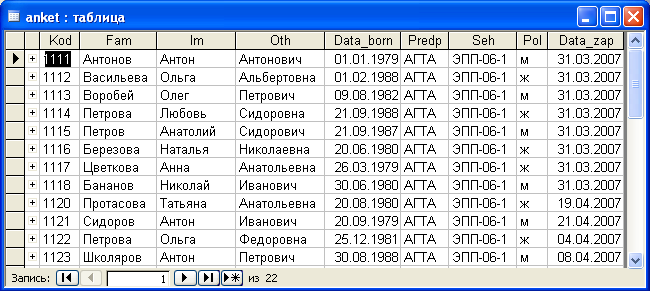 anket : таблица
Kod Fam Im Oth Data_born Predp Seh Pol Data_zap
+ 1111 Антонов Антон Антонович 01.01.1979 АГТА ЭПП-06-1 м 31.03.2007
+ 1112 Васильева Ольга Альбертовна 01.02.1988 АГТА ЭПП-06-1 ж 31.03.2007
+ 1113 Воробей Олег Петрович 09.08.1982 АГТА ЭПП-06-1 м 31.03.2007
+ 1114 Петрова Любовь Сидоровна 21.09.1988 АГТА ЭПП-06-1 ж 31.03.2007
+ 1115 Петров Анатолий Сидорович 21.09.1987 АГТА ЭПП-06-1 м 31.03.2007
+ 1116 Березова Наталья Николаевна 20.06.1980 АГТА ЭПП-06-1 ж 31.03.2007
+ 1117 Цветкова Анна Анатольевна 26.03.1979 АГТА ЭПП-06-1 ж 31.03.2007
+ 1118 Бананов Николай Иванович 30.06.1980 АГТА ЭПП-06-1 м 31.03.2007
+ 1120 Протасова Татьяна Анатольевна 20.08.1980 АГТА ЭПП-06-1 ж 19.04.2007
+ 1121 Сидоров Антон Иванович 20.09.1979 АГТА ЭПП-06-1 м 21.04.2007
+ 1122 Петрова Ольга Федоровна 25.12.1981 АГТА ЭПП-06-1 ж 04.04.2007
+ 1123 Школяров Антон Петрович 30.08.1988 АГТА ЭПП-06-1 м 08.04.2007
Запись: 1 из 22